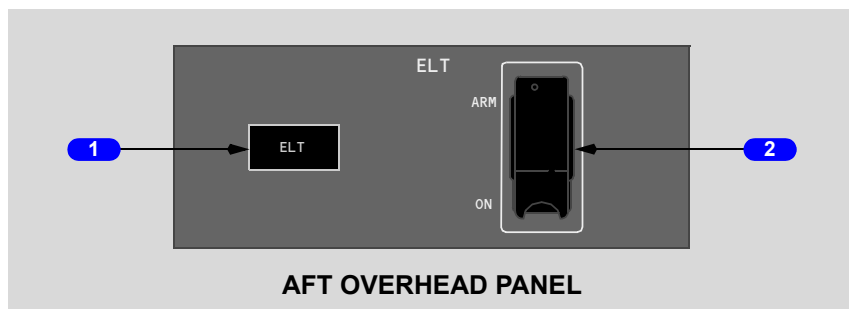 ELT
ARM
1
ELT
2
ON
AFT OVERHEAD PANEL